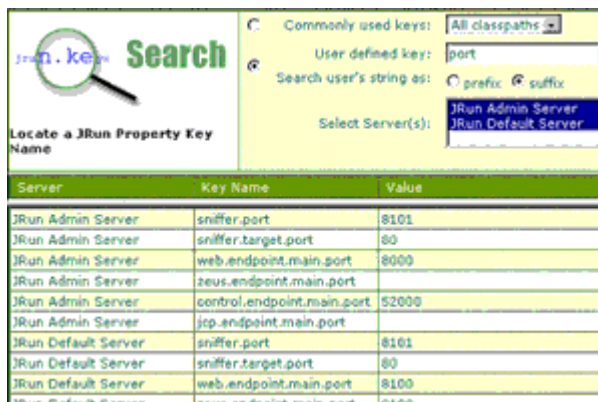 jrun.keys Search
Locate a JRun Property Key
Name
Commonly used keys: All classpaths
User defined key: port
Search user's string as: prefix suffix
Select Server(s): JRun Admin Server
JRun Default Server
Server Key Name Value
JRun Admin Server sniffer.port 8101
JRun Admin Server sniffer.target.port 80
JRun Admin Server web.endpoint.main.port 8000
JRun Admin Server zeus.endpoint.main.port
JRun Admin Server control.endpoint.main.port 52000
JRun Admin Server jcp.endpoint.main.port
JRun Default Server sniffer.port 8101
JRun Default Server sniffer.target.port 80
JRun Default Server web.endpoint.main.port 8100